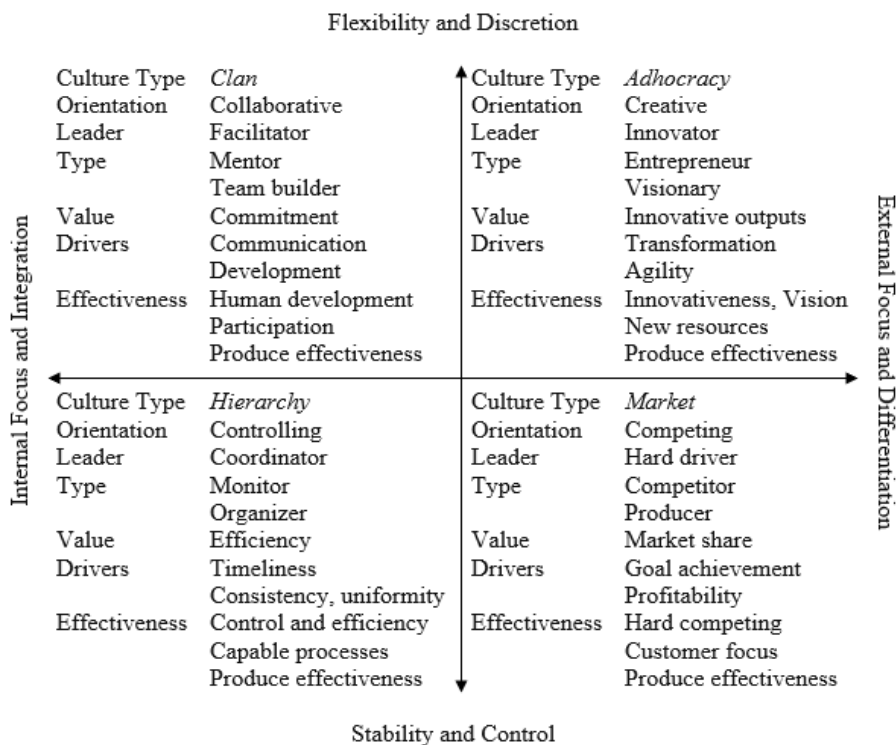 Flexibility and Discretion
Culture Type Clan
Orientation Collaborative
Leader Facilitator
Type Mentor
Team builder
Value Commitment
Drivers Communication
Development
Effectiveness Human development
Participation
Produce effectiveness
Culture Type Adhocracy
Orientation Creative
Leader Innovator
Type Entrepreneur
Visionary
Value Innovative outputs
Drivers Transformation
Agility
Effectiveness Innovativeness, Vision
New resources
Produce effectiveness
Internal Focus and Integration
External Focus and Differentiation
Culture Type Hierarchy
Orientation Controlling
Leader Coordinator
Type Monitor
Organizer
Value Efficiency
Drivers Timeliness
Consistency, uniformity
Effectiveness Control and efficiency
Capable processes
Produce effectiveness
Culture Type Market
Orientation Competing
Leader Hard driver
Type Competitor
Producer
Value Market share
Drivers Goal achievement
Profitability
Effectiveness Hard competing
Customer focus
Produce effectiveness
Stability and Control